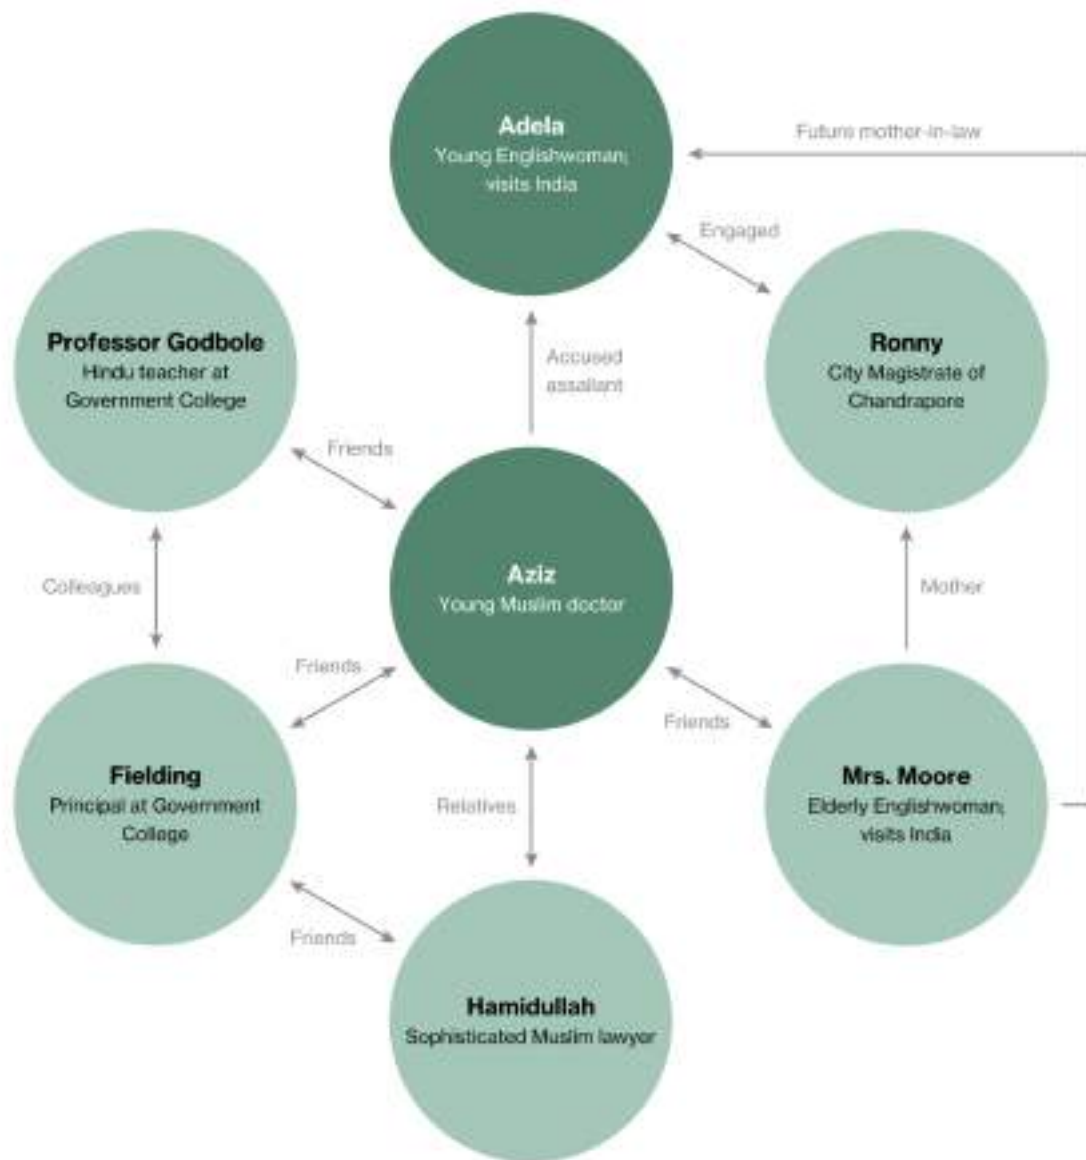 Adela
Young Englishwoman;
visits India
Future mother-in-law
Engaged
Professor Godbole
Hindu teacher at
Government College
Accused
assailant
Ronny
City Magistrate of
Chandrapore
Friends
Colleagues
Aziz
Young Muslim doctor
Mother
Friends
Friends
Fielding
Principal at Government
College
Relatives
Mrs. Moore
Elderly Englishwoman;
visits India
Friends
Hamidullah
Sophisticated Muslim lawyer